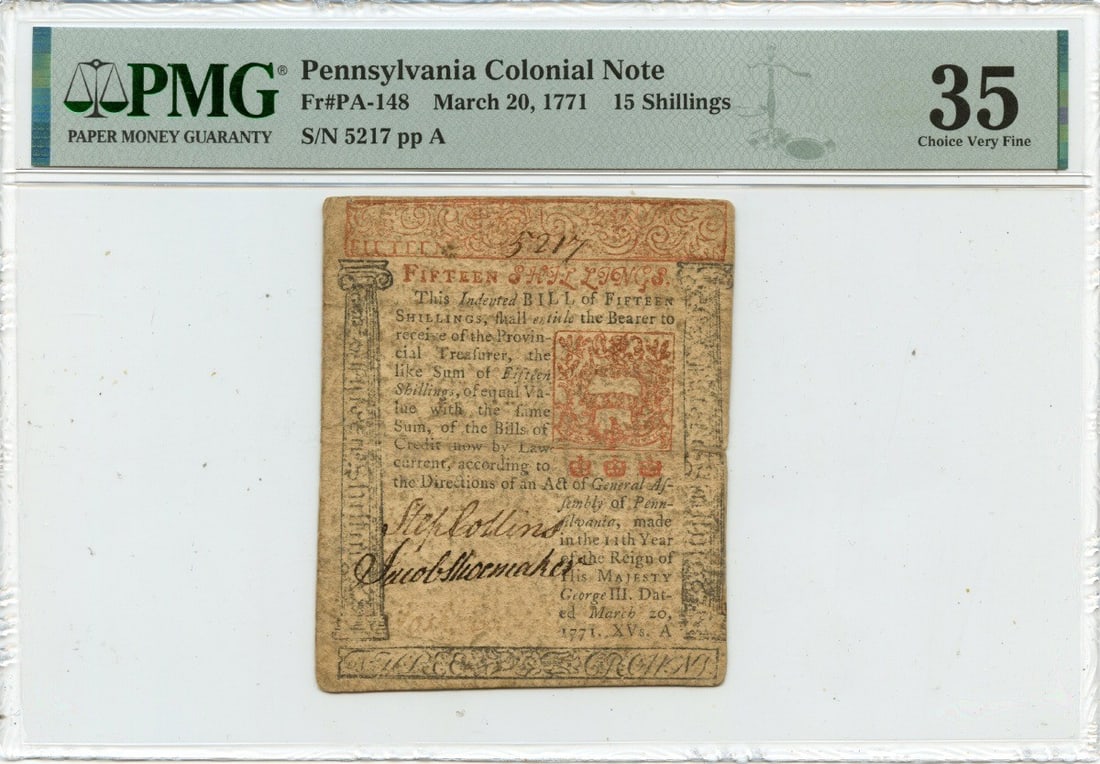 PMG®
PAPER MONEY GUARANTY
Pennsylvania Colonial Note
Fr#PA-148 March 20, 1771 15 Shillings
S/N 5217 pp A
35
Choice Very Fine
5217
FIFTEEN SHILLINGS.
This Indented BILL of FIFTEEN
SHILLINGS, ſhall entitle the Bearer to
receive of the Provin-
cial Treaſurer, the
like Sum of Fifteen
Shillings, of equal Va-
lue with the ſame
Sum, of the Bills of
Credit now by Law
current, according to
the Directions of an Act of General Aſ-
ſembly of Penn-
ſilvania, made
in the 11th Year
of the Reign of
His MAJESTY
George III. Dat-
ed March 20,
1771. XVs. A
Step Collins
Jacob Shoemaker